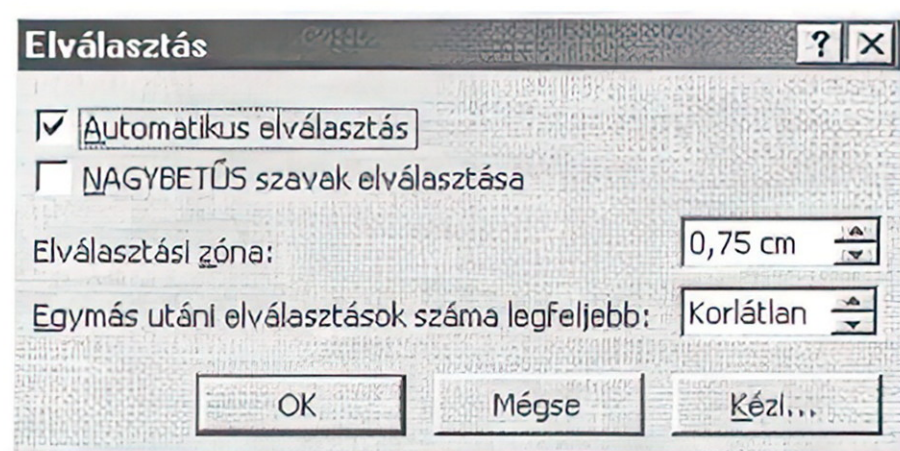 Elválasztás
Automatikus elválasztás
NAGYBETŰS szavak elválasztása
Elválasztási zóna: 0,75 cm
Egymás utáni elválasztások száma legfeljebb: Korlátlan
OK Mégse Kézi...